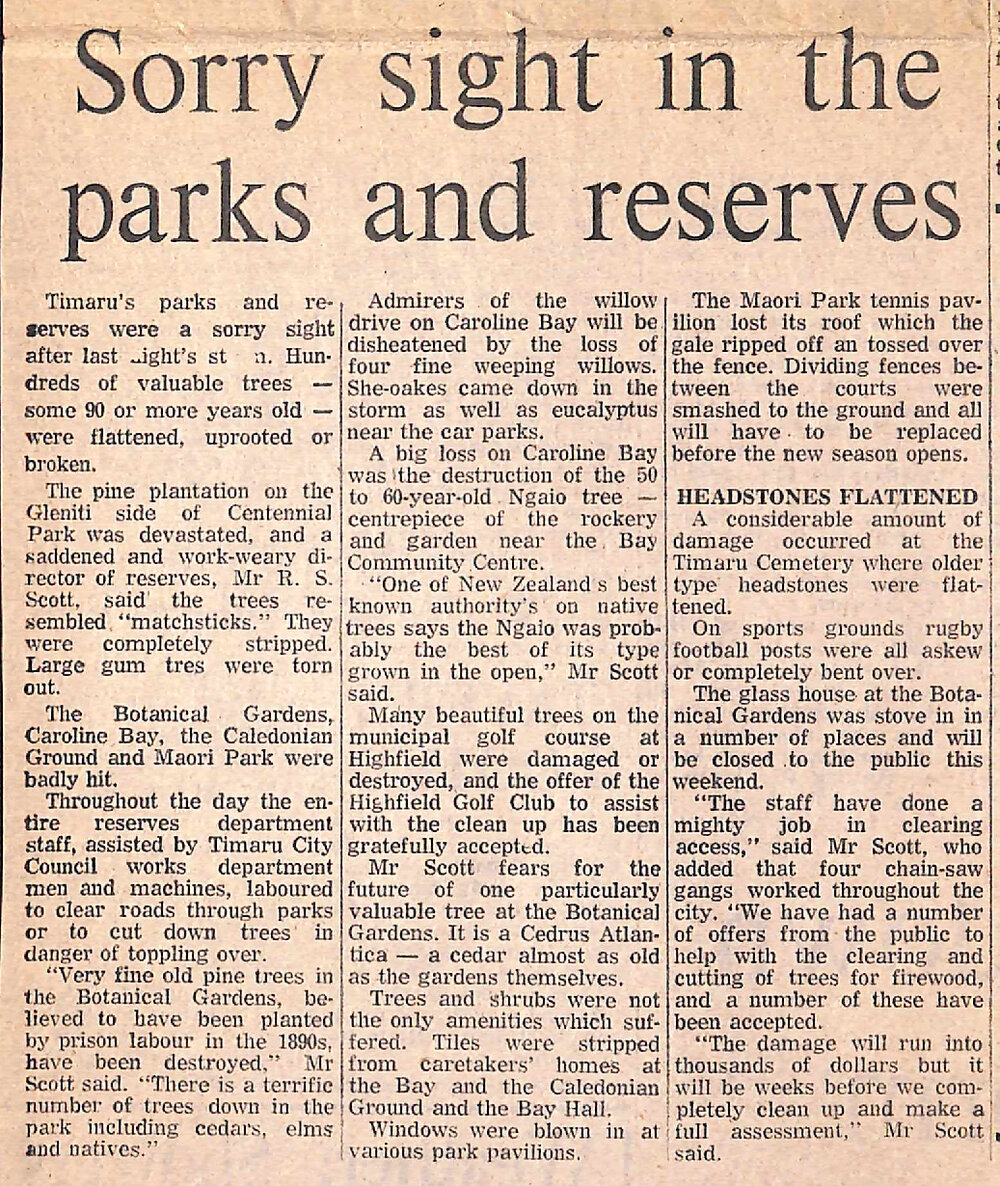 Sorry sight in the
parks and reserves
Timaru's parks and re-
serves were a sorry sight
after last Hun-
dreds of valuable trees —
some 90 or more years old —
were flattened, uprooted or
broken.
The pine plantation on the
Gleniti side of Centennial
Park was devastated, and a
saddened and work-weary di-
rector of reserves, Mr R. S.
Scott, said the trees re-
sembled "matchsticks." They
were completely stripped.
Large gum tres were torn
out.
The Botanical Gardens,
Caroline Bay, the Caledonian
Ground and Maori Park were
badly hit.
Throughout the day the en-
tire reserves department
staff, assisted by Timaru City
Council works department
men and machines, laboured
to clear roads through parks
or to cut down trees in
danger of toppling over.
"Very fine old pine trees in
the Botanical Gardens, be-
lieved to have been planted
by prison labour in the 1890s,
have been destroyed," Mr
Scott said. "There is a terrific
number of trees down in the
park including cedars, elms
and natives."
Admirers of the willow
drive on Caroline Bay will be
disheatened by the loss of
four fine weeping willows.
She-oakes came down in the
storm as well as eucalyptus
near the car parks.
A big loss on Caroline Bay
was the destruction of the 50
to 60-year-old Ngaio tree —
centrepiece of the rockery
and garden near the Bay
Community Centre.
"One of New Zealand s best
known authority's on native
trees says the Ngaio was prob-
ably the best of its type
grown in the open," Mr Scott
said.
Many beautiful trees on the
municipal golf course at
Highfield were damaged or
destroyed, and the offer of the
Highfield Golf Club to assist
with the clean up has been
gratefully accepted.
Mr Scott fears for the
future of one particularly
valuable tree at the Botanical
Gardens. It is a Cedrus Atlan-
tica — a cedar almost as old
as the gardens themselves.
Trees and shrubs were not
the only amenities which suf-
fered. Tiles were stripped
from caretakers' homes at
the Bay and the Caledonian
Ground and the Bay Hall.
Windows were blown in at
various park pavilions.
The Maori Park tennis pav-
ilion lost its roof which the
gale ripped off an tossed over
the fence. Dividing fences be-
tween the courts were
smashed to the ground and all
will have to be replaced
before the new season opens.
HEADSTONES FLATTENED
A considerable amount of
damage occurred at the
Timaru Cemetery where older
type headstones were flat-
tened.
On sports grounds rugby
football posts were all askew
or completely bent over.
The glass house at the Bota-
nical Gardens was stove in in
a number of places and will
be closed to the public this
weekend.
"The staff have done a
mighty job in clearing
access," said Mr Scott, who
added that four chain-saw
gangs worked throughout the
city. "We have had a number
of offers from the public to
help with the clearing and
cutting of trees for firewood,
and a number of these have
been accepted.
"The damage will run into
thousands of dollars but it
will be weeks before we com-
pletely clean up and make a
full assessment," Mr Scott
said.